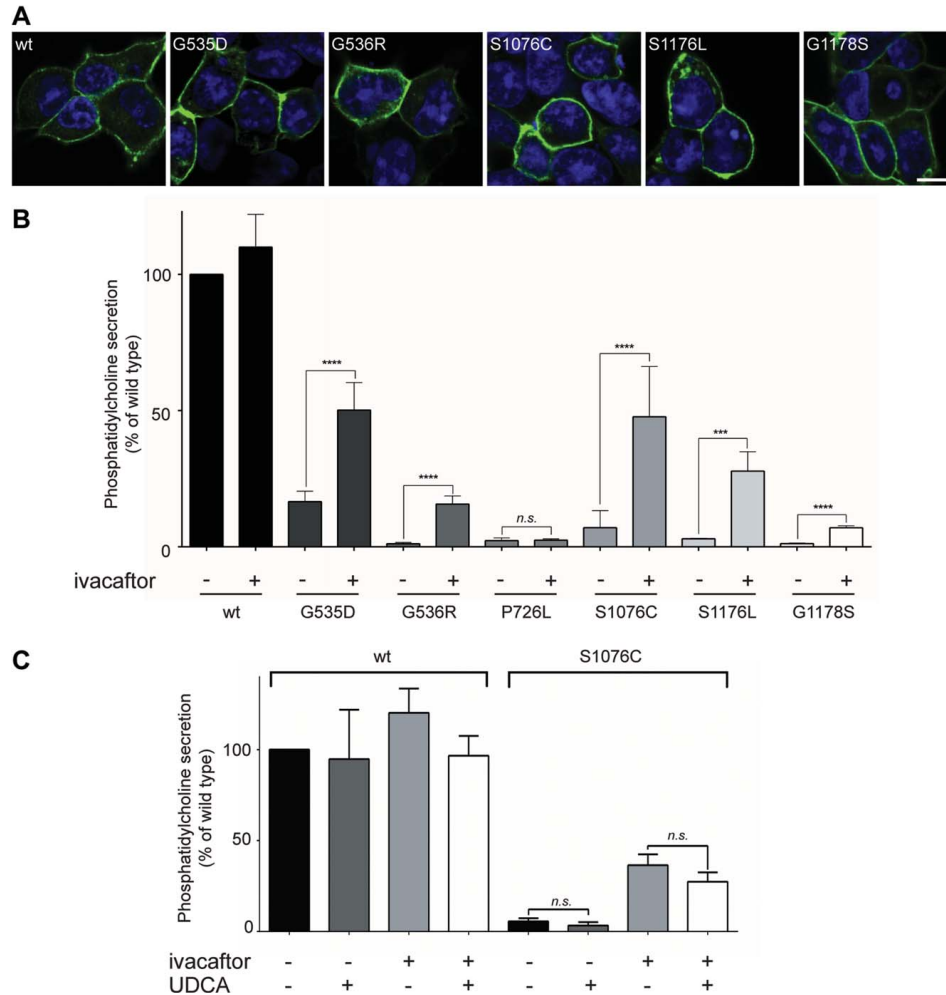 A
wt G535D G536R S1076C S1176L G1178S
B
Phosphatidylcholine secretion
(% of wild type)
100
50
0
**** **** n.s. **** *** ****
ivacaftor - + - + - + - + - + - + - +
wt G535D G536R P726L S1076C S1176L G1178S
C
wt S1076C
Phosphatidylcholine secretion
(% of wild type)
100
50
0
n.s. n.s.
ivacaftor - - + + - - + +
UDCA - + - + - + - +